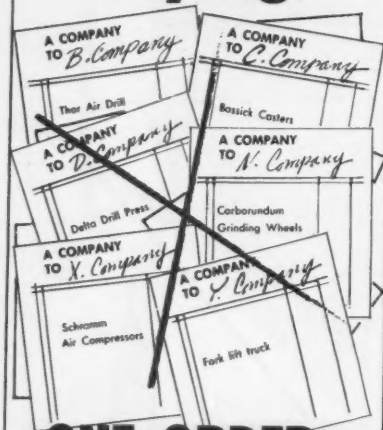 A COMPANY
TO B. Company
Thor Air Drill
A COMPANY
TO C. Company
Bassick Casters
A COMPANY
TO D. Company
Delta Drill Press
A COMPANY
TO N. Company
Carborundum
Grinding Wheels
A COMPANY
TO X. Company
Schramm
Air Compressors
A COMPANY
TO Y. Company
Fork lift truck